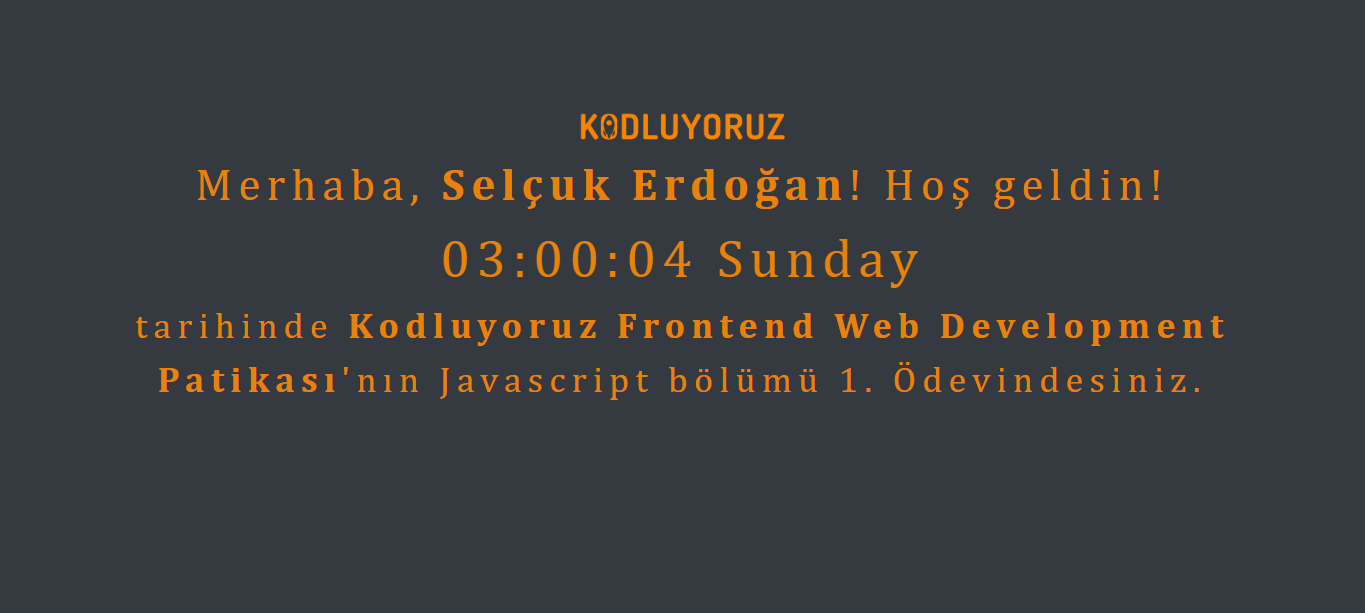 KODLUYORUZ
Merhaba, Selçuk Erdoğan! Hoş geldin!
03:00:04 Sunday
tarihinde Kodluyoruz Frontend Web Development
Patikası'nın Javascript bölümü 1. Ödevindesiniz.